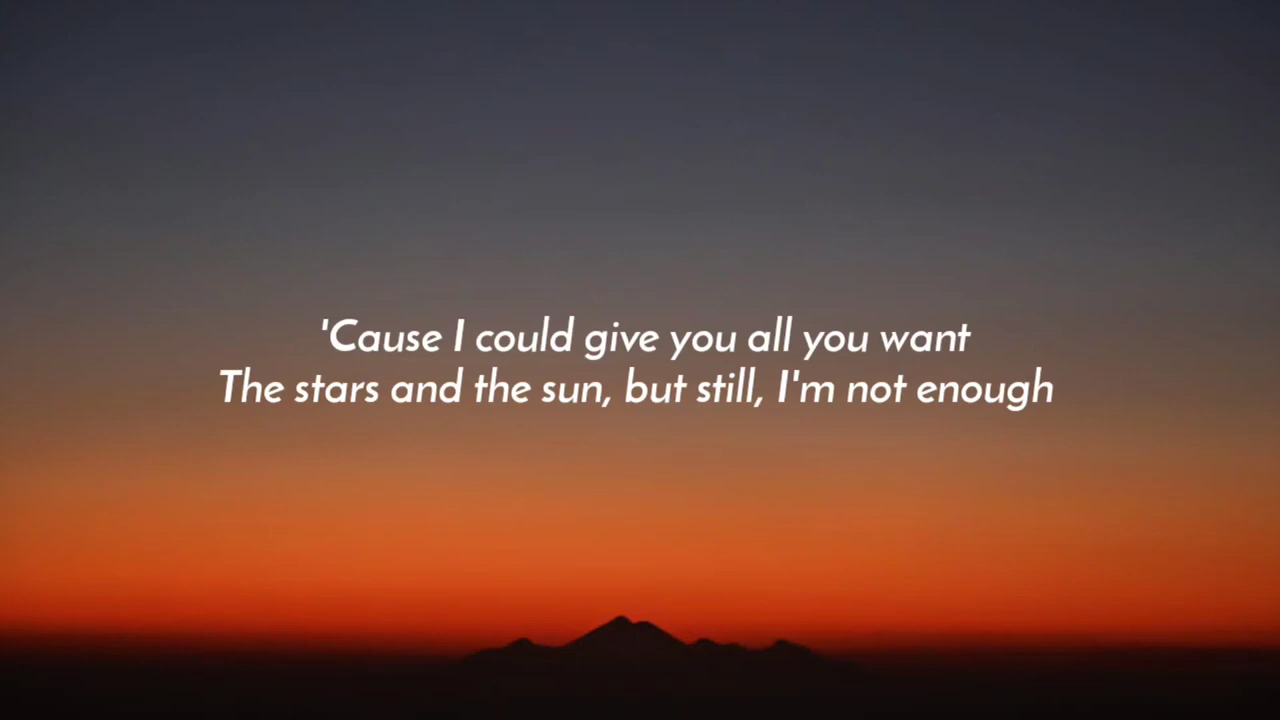 'Cause I could give you all you want
The stars and the sun, but still, I'm not enough